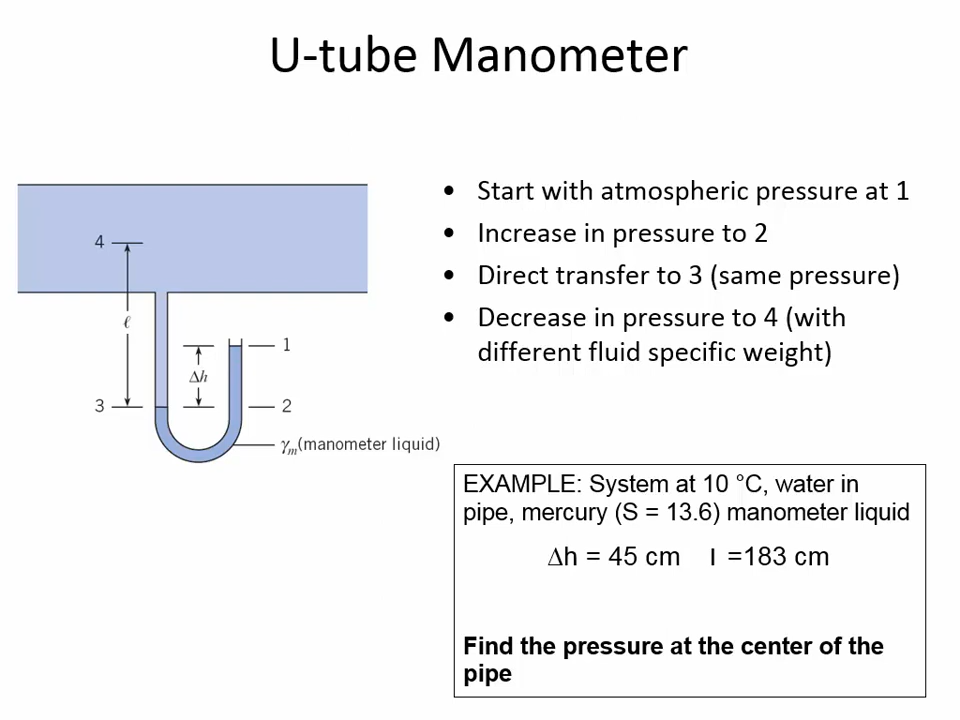 U-tube Manometer
• Start with atmospheric pressure at 1
• Increase in pressure to 2
• Direct transfer to 3 (same pressure)
• Decrease in pressure to 4 (with
different fluid specific weight)
4
ℓ
1
Δh
3
2
γm(manometer liquid)
EXAMPLE: System at 10 °C, water in
pipe, mercury (S = 13.6) manometer liquid
Δh = 45 cm l =183 cm
Find the pressure at the center of the
pipe